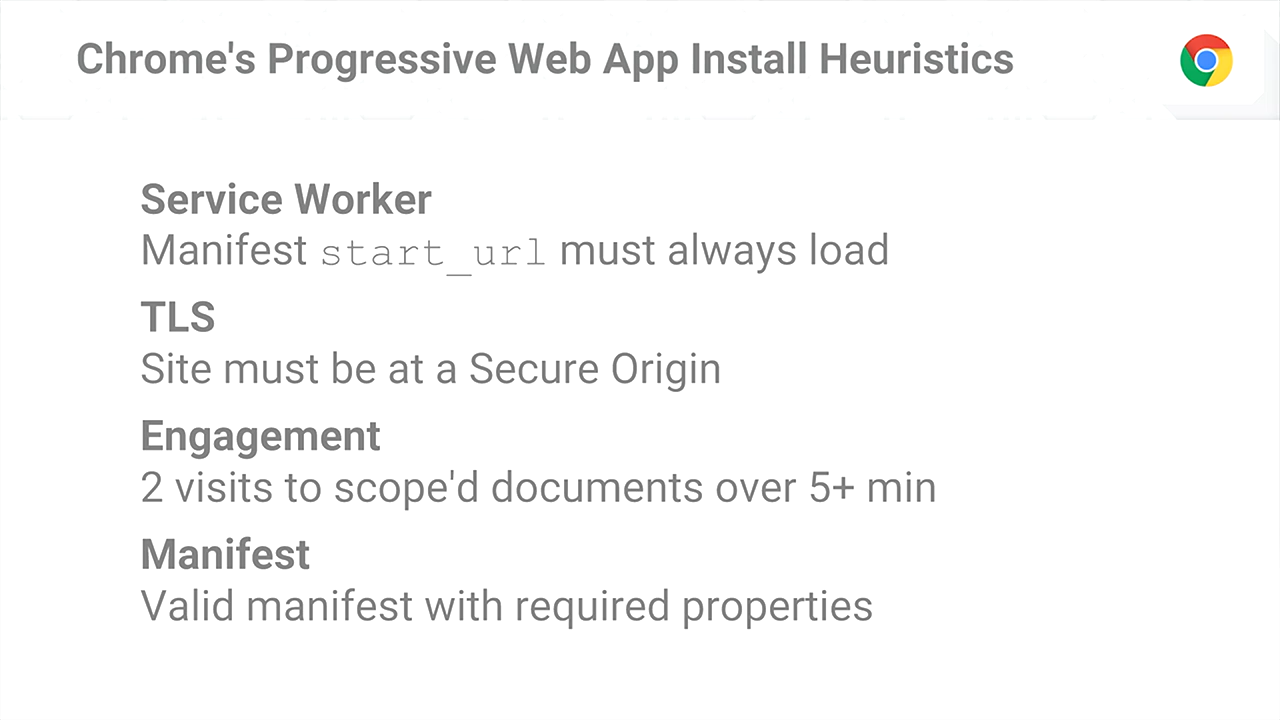 Chrome's Progressive Web App Install Heuristics
Service Worker
Manifest start_url must always load
TLS
Site must be at a Secure Origin
Engagement
2 visits to scope'd documents over 5+ min
Manifest
Valid manifest with required properties